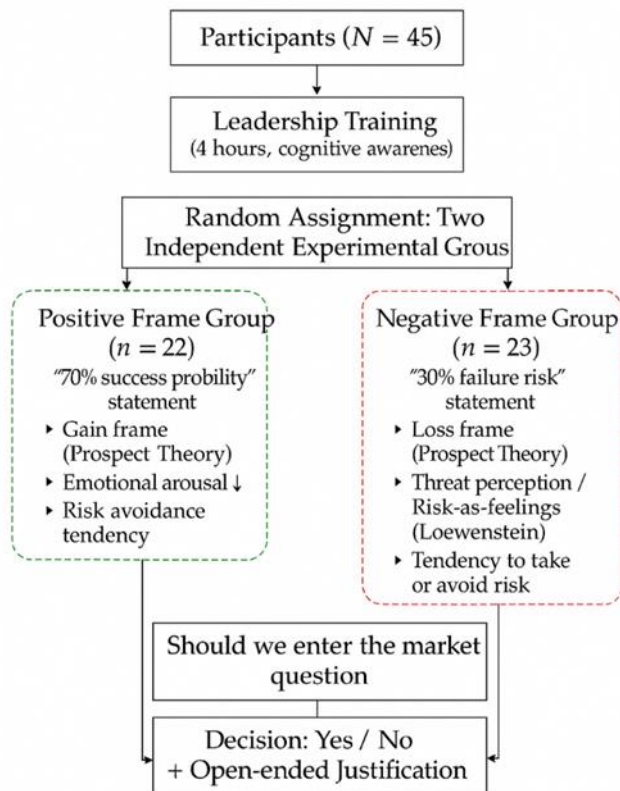 Participants (N = 45)
Leadership Training
(4 hours, cognitive awarenes)
Random Assignment: Two
Independent Experimental Grous
Positive Frame Group
(n = 22)
“70% success probility”
statement
‣ Gain frame
(Prospect Theory)
‣ Emotional arousal ↓
‣ Risk avoidance
tendency
Negative Frame Group
(n = 23)
“30% failure risk”
statement
‣ Loss frame
(Prospect Theory)
‣ Threat perception /
Risk-as-feelings
(Loewenstein)
‣ Tendency to take
or avoid risk
Should we enter the market
question
Decision: Yes / No
+ Open-ended Justification